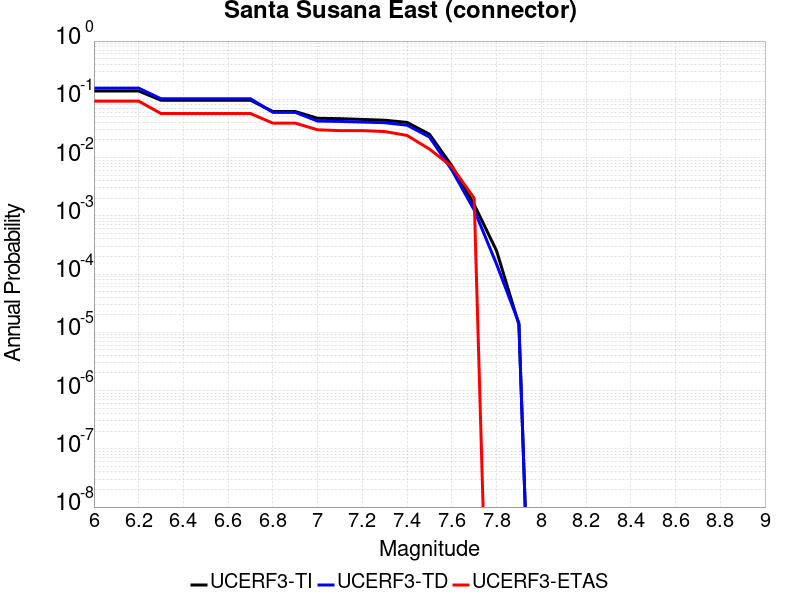 Santa Susana East (connector)
10^0
10^-1
10^-2
10^-3
10^-4
10^-5
10^-6
10^-7
10^-8
Annual Probability
6 6.2 6.4 6.6 6.8 7 7.2 7.4 7.6 7.8 8 8.2 8.4 8.6 8.8 9
Magnitude
UCERF3-TI UCERF3-TD UCERF3-ETAS